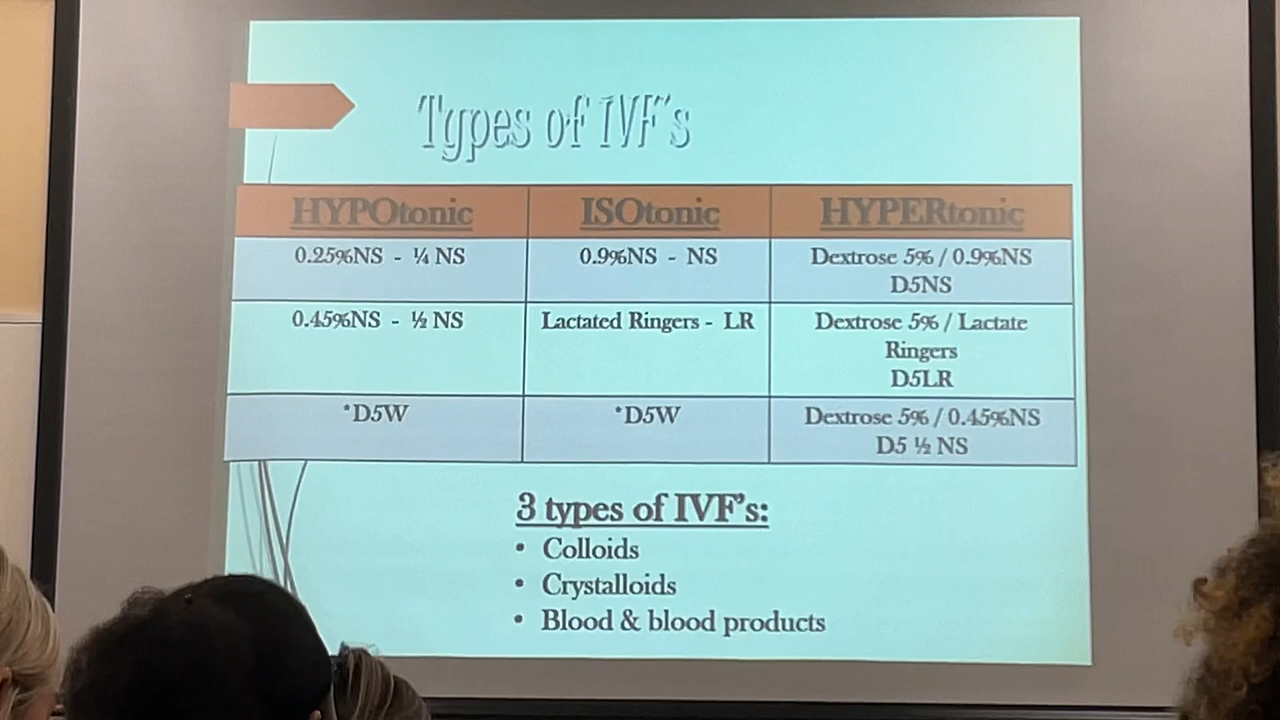 Types of IVF's
HYPOtonic ISOtonic HYPERtonic
0.25%NS - ¼ NS 0.9%NS - NS Dextrose 5% / 0.9%NS
D5NS
0.45%NS - ½ NS Lactated Ringers - LR Dextrose 5% / Lactate
Ringers
D5LR
*D5W *D5W Dextrose 5% / 0.45%NS
D5 ½ NS
3 types of IVF's:
• Colloids
• Crystalloids
• Blood & blood products